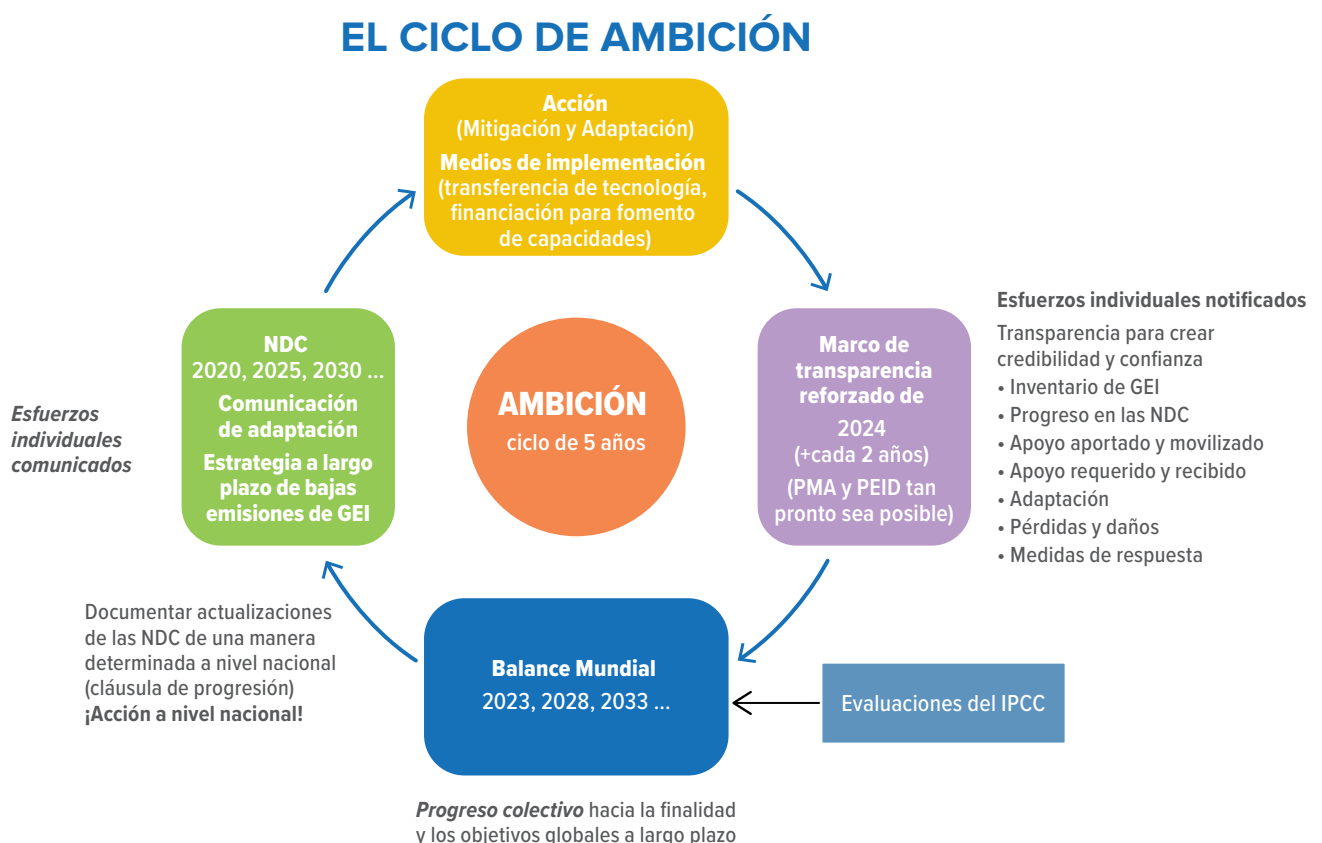 EL CICLO DE AMBICIÓN
Acción
(Mitigación y Adaptación)
Medios de implementación
(transferencia de tecnología,
financiación para fomento
de capacidades)
NDC
2020, 2025, 2030 ...
Comunicación
de adaptación
Estrategia a largo
plazo de bajas
emisiones de GEI
AMBICIÓN
ciclo de 5 años
Marco de
transparencia
reforzado de
2024
(+cada 2 años)
(PMA y PEID tan
pronto sea posible)
Esfuerzos individuales notificados
Transparencia para crear
credibilidad y confianza
• Inventario de GEI
• Progreso en las NDC
• Apoyo aportado y movilizado
• Apoyo requerido y recibido
• Adaptación
• Pérdidas y daños
• Medidas de respuesta
Esfuerzos
individuales
comunicados
Documentar actualizaciones
de las NDC de una manera
determinada a nivel nacional
(cláusula de progresión)
¡Acción a nivel nacional!
Balance Mundial
2023, 2028, 2033 ...
Evaluaciones del IPCC
Progreso colectivo hacia la finalidad
y los objetivos globales a largo plazo